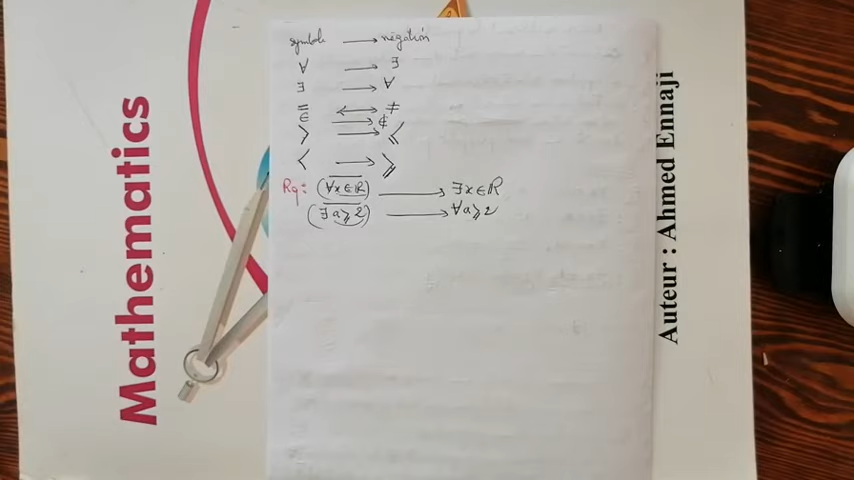 symbole → négation
∀ → ∃
∃ → ∀
= ↔ ≠
∈ → ∉
> → ⩽
< → ⩾
Rq: (∀x∈ℝ) → ∃x∈ℝ
(∃a⩾2) → ∀a⩾2
Mathematics
Auteur : Ahmed Ennaji